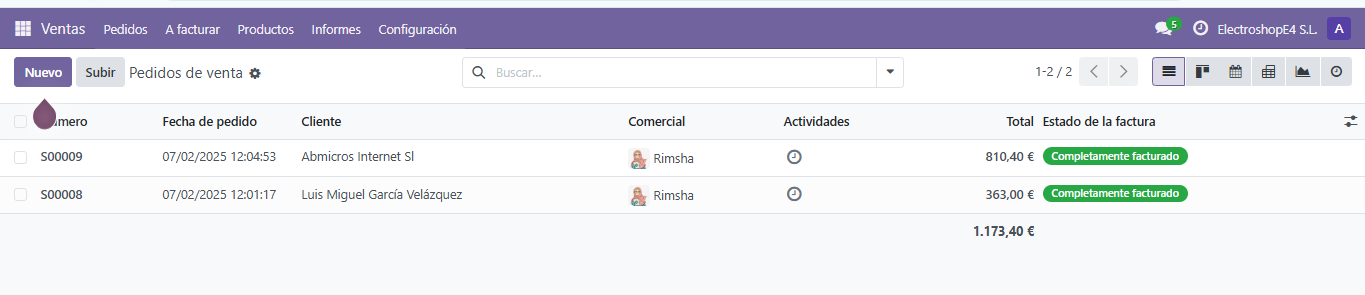 Ventas Pedidos A facturar Productos Informes Configuración 5 ElectroshopE4 S.L. A
Nuevo Subir Pedidos de venta Buscar... 1-2 / 2
Fecha de pedido Cliente Comercial Actividades Total Estado de la factura
S00009 07/02/2025 12:04:53 Abmicros Internet Sl Rimsha 810,40 € Completamente facturado
S00008 07/02/2025 12:01:17 Luis Miguel García Velázquez Rimsha 363,00 € Completamente facturado
1.173,40 €